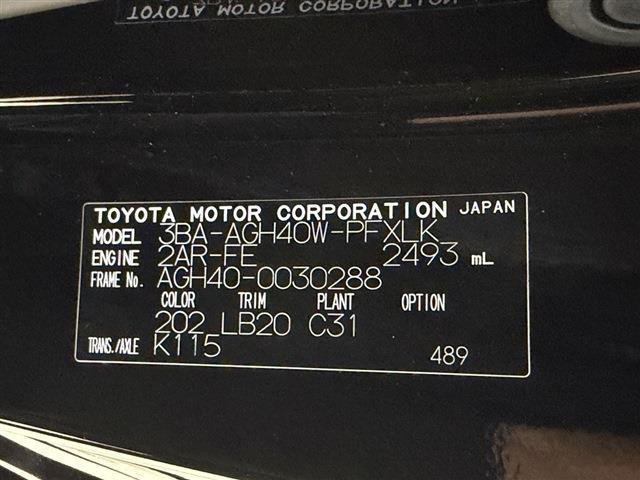 TOYOTA MOTOR CORPORATION
TOYOTA MOTOR CORPORATION JAPAN
MODEL 3BA-AGH40W-PFXLK
ENGINE 2AR-FE 2493 mL
FRAME No. AGH40-0030288
COLOR TRIM PLANT OPTION
202 LB20 C31
TRANS./AXLE K115
489